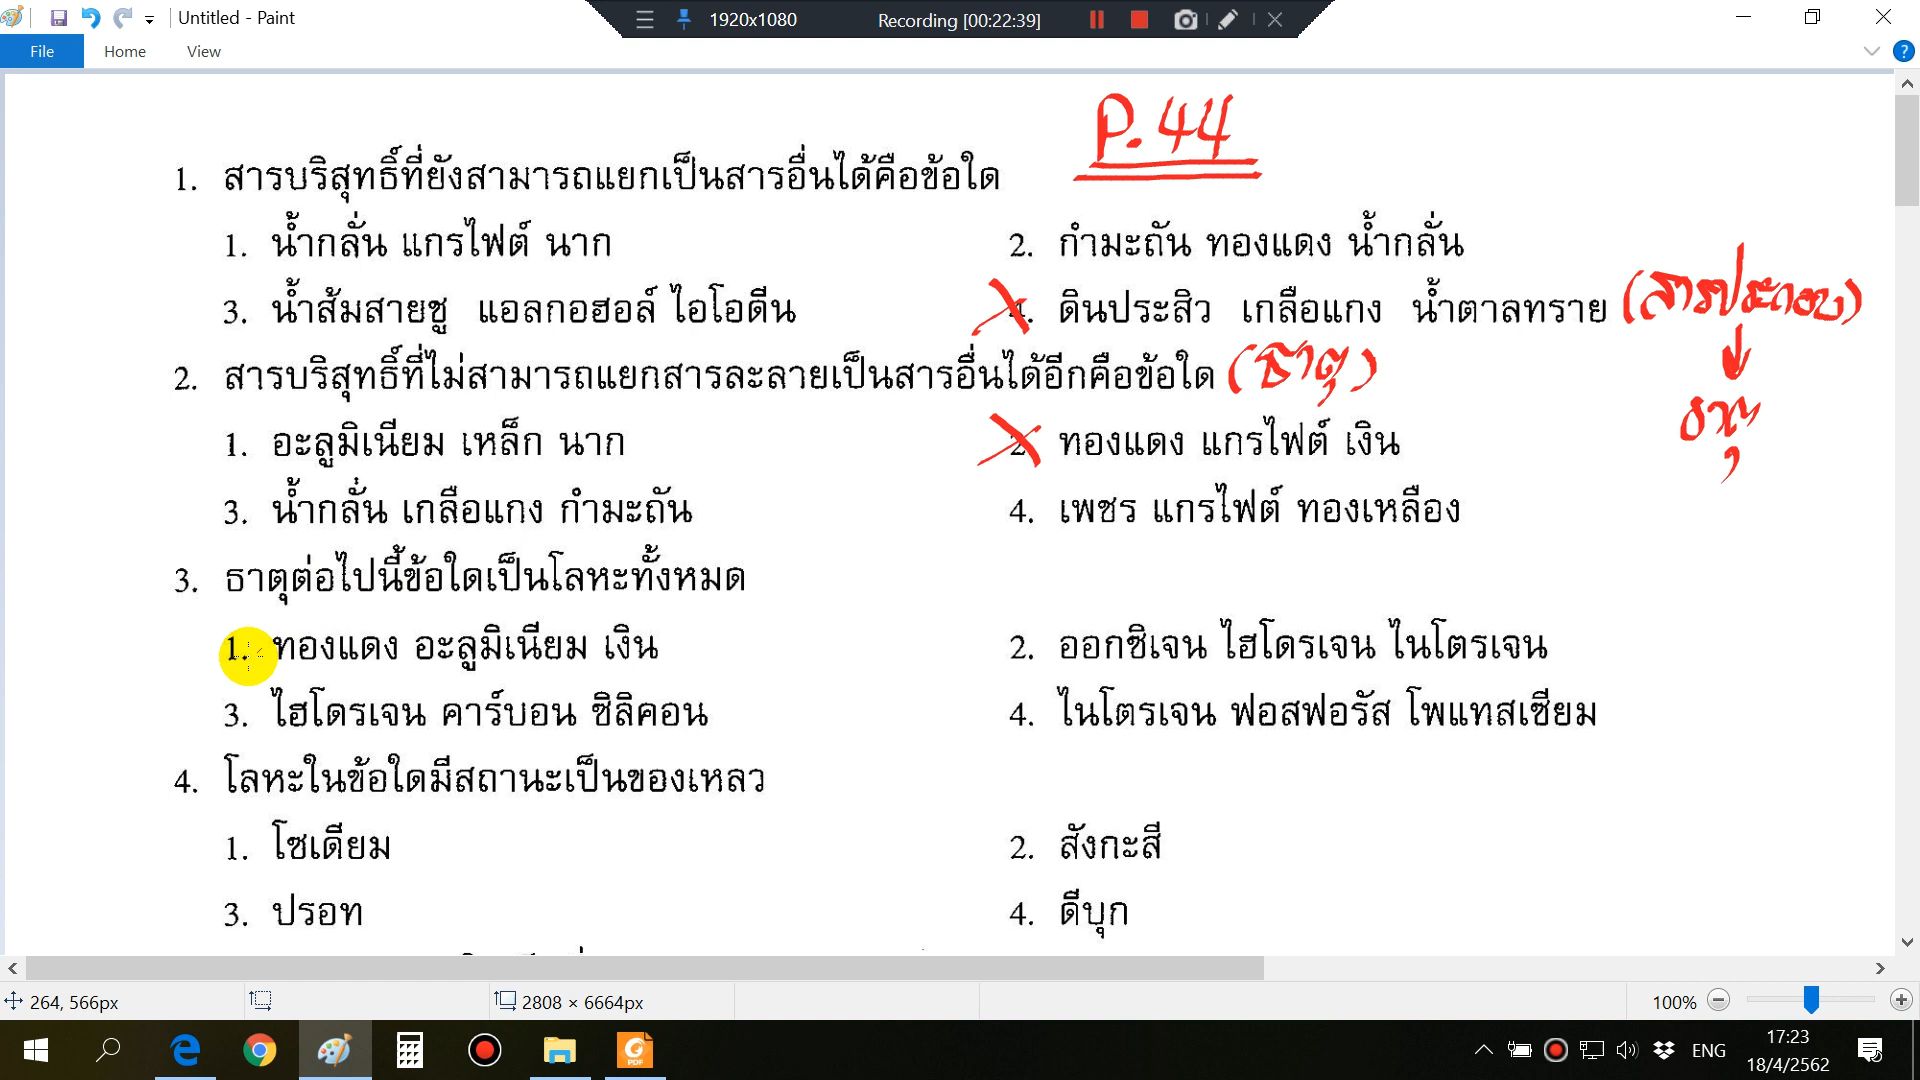 Untitled - Paint
1920x1080 Recording [00:22:39]
File Home View
P. 44
1. สารบริสุทธิ์ที่ยังสามารถแยกเป็นสารอื่นได้คือข้อใด
1. น้ำกลั่น แกรไฟต์ นาก 2. กำมะถัน ทองแดง น้ำกลั่น
3. น้ำส้มสายชู แอลกอฮอล์ ไอโอดีน 4. ดินประสิว เกลือแกง น้ำตาลทราย (สารประกอบ)
2. สารบริสุทธิ์ที่ไม่สามารถแยกสารละลายเป็นสารอื่นได้อีกคือข้อใด (ธาตุ)
ธาตุ
1. อะลูมิเนียม เหล็ก นาก 2. ทองแดง แกรไฟต์ เงิน
3. น้ำกลั่น เกลือแกง กำมะถัน 4. เพชร แกรไฟต์ ทองเหลือง
3. ธาตุต่อไปนี้ข้อใดเป็นโลหะทั้งหมด
1. ทองแดง อะลูมิเนียม เงิน 2. ออกซิเจน ไฮโดรเจน ไนโตรเจน
3. ไฮโดรเจน คาร์บอน ซิลิคอน 4. ไนโตรเจน ฟอสฟอรัส โพแทสเซียม
4. โลหะในข้อใดมีสถานะเป็นของเหลว
1. โซเดียม 2. สังกะสี
3. ปรอท 4. ดีบุก
264, 566px 2808 × 6664px 100%
PDF
ENG
17:23
18/4/2562